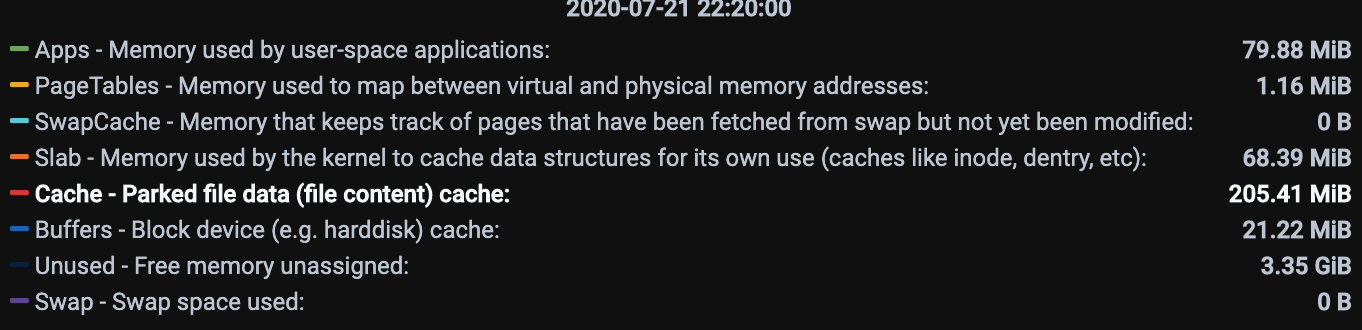 2020-07-21 22:20:00
Apps - Memory used by user-space applications: 79.88 MiB
PageTables - Memory used to map between virtual and physical memory addresses: 1.16 MiB
SwapCache - Memory that keeps track of pages that have been fetched from swap but not yet been modified: 0 B
Slab - Memory used by the kernel to cache data structures for its own use (caches like inode, dentry, etc): 68.39 MiB
Cache - Parked file data (file content) cache: 205.41 MiB
Buffers - Block device (e.g. harddisk) cache: 21.22 MiB
Unused - Free memory unassigned: 3.35 GiB
Swap - Swap space used: 0 B